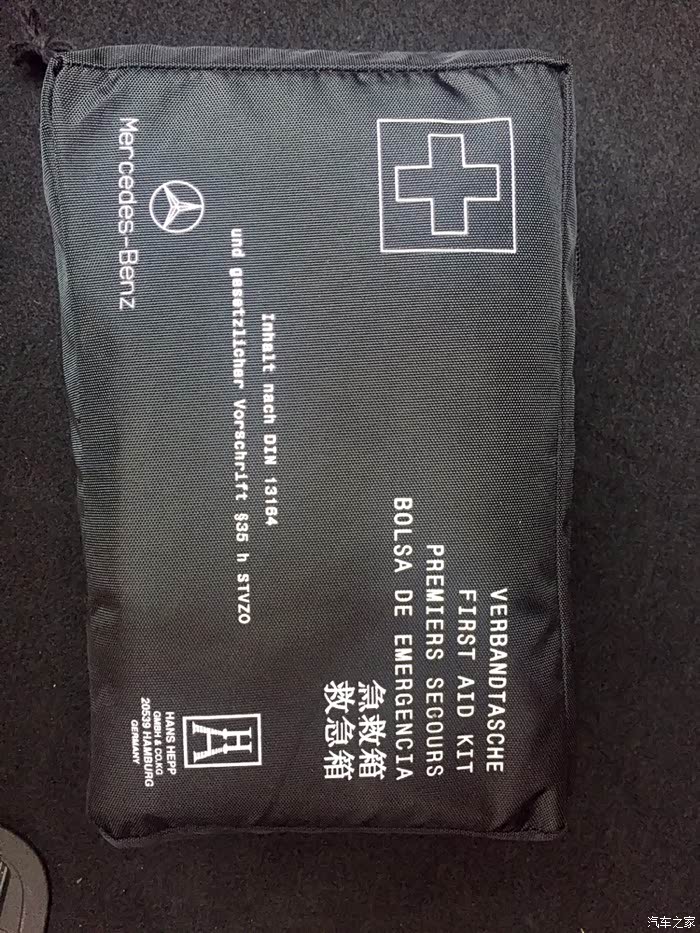 VERBANDTASCHE
FIRST AID KIT
PREMIERS SECOURS
BOLSA DE EMERGENCIA
急救箱
救急箱
Inhalt nach DIN 13164
und gesetzlicher Vorschrift §35 h STVZO
Mercedes-Benz
HH
HANS HEPP
GMBH & CO.KG
20539 HAMBURG
GERMANY
汽车之家